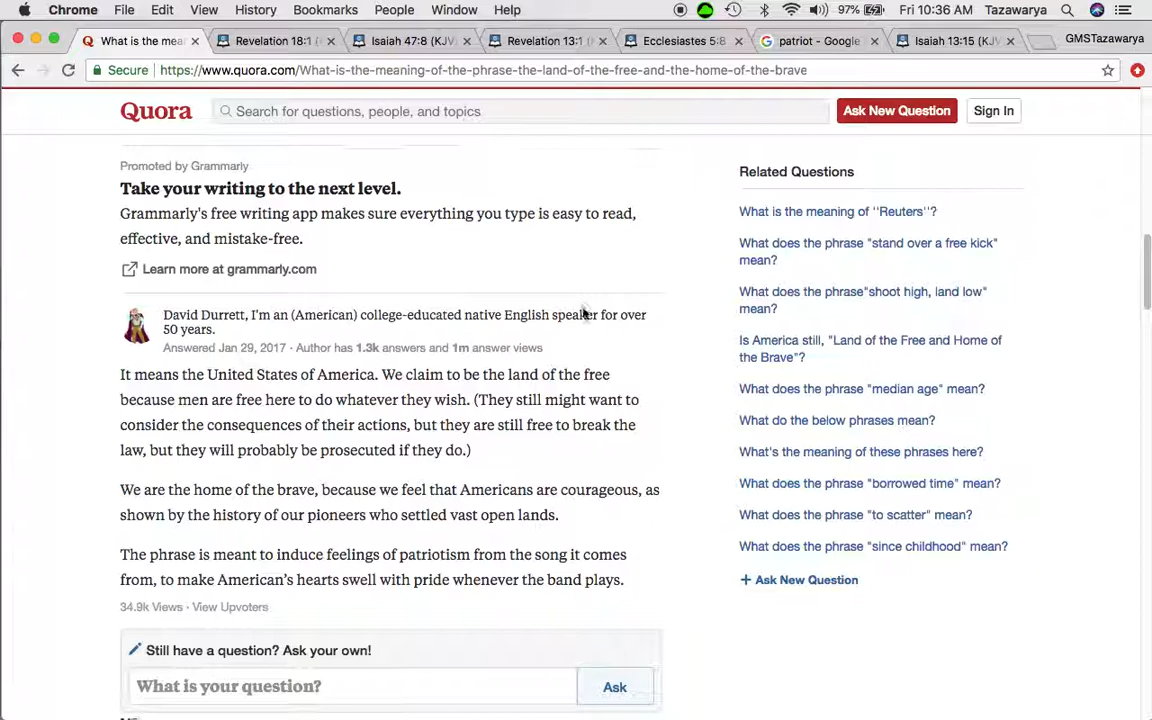 Chrome File Edit View History Bookmarks People Window Help 97% Fri 10:36 AM Tazawarya
What is the mea Revelation 18:1 ( Isaiah 47:8 (KJV Revelation 13:1 ( Ecclesiastes 5:8 patriot - Google Isaiah 13:15 (KJV GMSTazawarya
Secure https://www.quora.com/What-is-the-meaning-of-the-phrase-the-land-of-the-free-and-the-home-of-the-brave
Quora Search for questions, people, and topics Ask New Question Sign In
Promoted by Grammarly
Take your writing to the next level.
Grammarly's free writing app makes sure everything you type is easy to read,
effective, and mistake-free.
Learn more at grammarly.com
David Durrett, I'm an (American) college-educated native English speaker for over
50 years.
Answered Jan 29, 2017 · Author has 1.3k answers and 1m answer views
It means the United States of America. We claim to be the land of the free
because men are free here to do whatever they wish. (They still might want to
consider the consequences of their actions, but they are still free to break the
law, but they will probably be prosecuted if they do.)
We are the home of the brave, because we feel that Americans are courageous, as
shown by the history of our pioneers who settled vast open lands.
The phrase is meant to induce feelings of patriotism from the song it comes
from, to make American's hearts swell with pride whenever the band plays.
34.9k Views · View Upvoters
Still have a question? Ask your own!
What is your question? Ask
Related Questions
What is the meaning of ''Reuters''?
What does the phrase "stand over a free kick"
mean?
What does the phrase"shoot high, land low"
mean?
Is America still, "Land of the Free and Home of
the Brave"?
What does the phrase "median age" mean?
What do the below phrases mean?
What's the meaning of these phrases here?
What does the phrase "borrowed time" mean?
What does the phrase "to scatter" mean?
What does the phrase "since childhood" mean?
+ Ask New Question